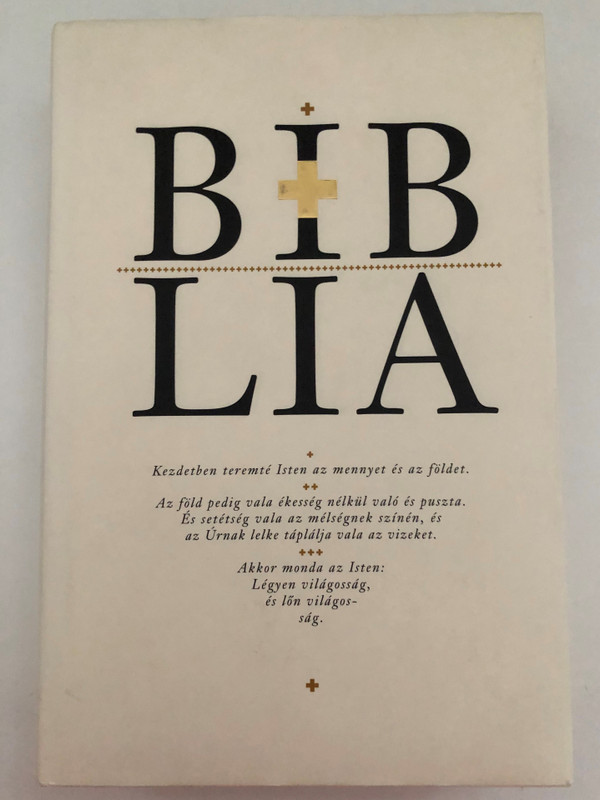 BIB
LIA
Kezdetben teremté Isten az mennyet és az földet.
Az föld pedig vala ékesség nélkül való és puszta.
És setétség vala az mélségnek színén, és
az Úrnak lelke táplálja vala az vizeket.
Akkor monda az Isten:
Légyen világosság,
és lőn világos-
ság.